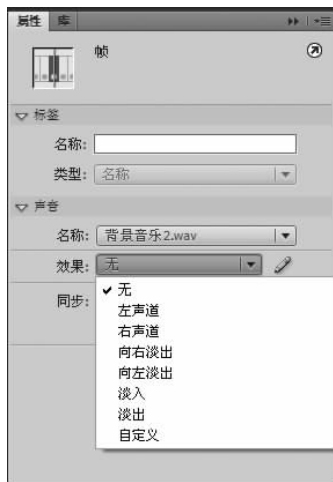 属性 库
帧
标签
名称:
类型: 名称
声音
名称: 背景音乐2.wav
效果: 无
同步:
无
左声道
右声道
向右淡出
向左淡出
淡入
淡出
自定义